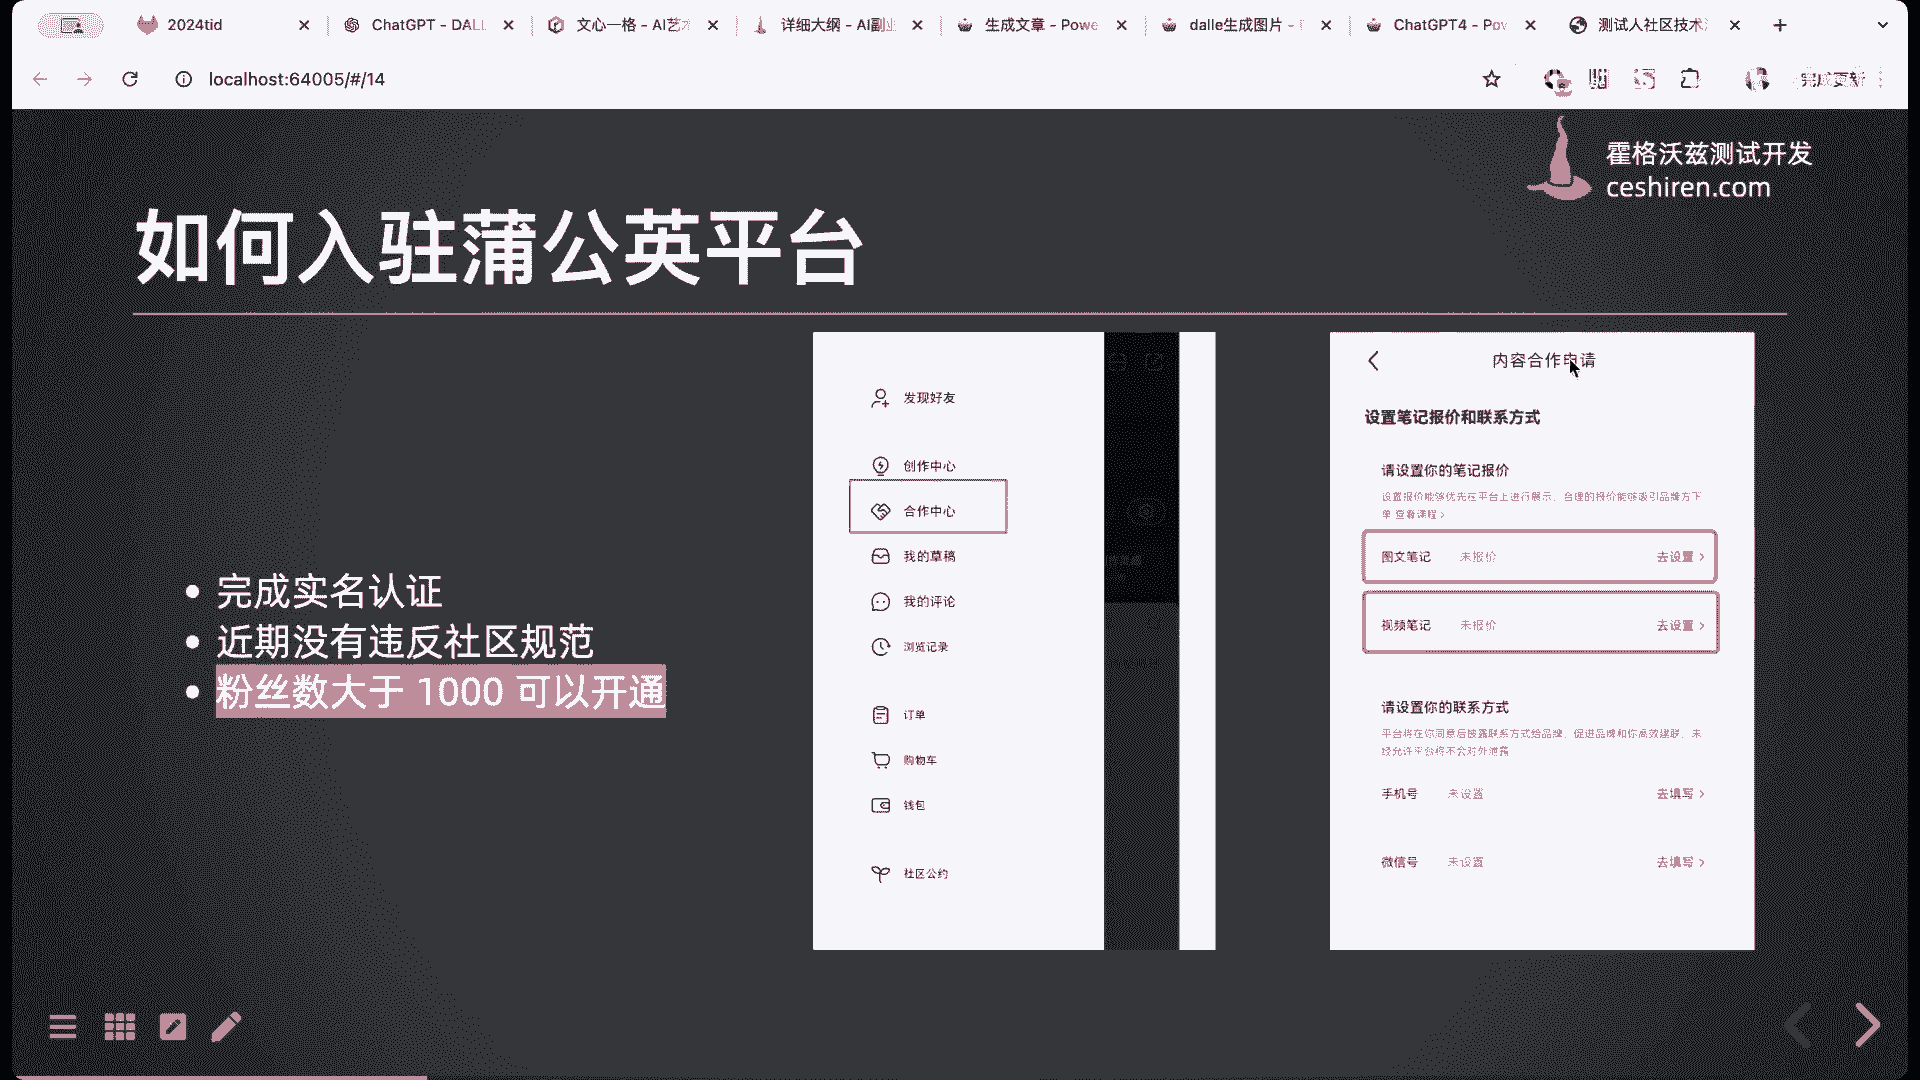 2024tid
ChatGPT - DALL
文心一格 - AI艺
详细大纲 - AI副业
生成文章 - Powe
dalle生成图片 -
ChatGPT4 - Pow
测试人社区技术
localhost:64005/#/14
完成更新
霍格沃兹测试开发
ceshiren.com
如何入驻蒲公英平台
完成实名认证
近期没有违反社区规范
粉丝数大于 1000 可以开通
发现好友
创作中心
合作中心
我的草稿
我的评论
浏览记录
订单
购物车
钱包
社区公约
内容合作申请
设置笔记报价和联系方式
请设置你的笔记报价
设置报价能够优先在平台上进行展示，合理的报价能够吸引品牌方下
单 查看课程 >
图文笔记 未报价 去设置 >
视频笔记 未报价 去设置 >
请设置你的联系方式
平台将在你同意后披露联系方式给品牌，促进品牌和你高效建联，未
经允许平台将不会对外泄露
手机号 未设置 去填写 >
微信号 未设置 去填写 >